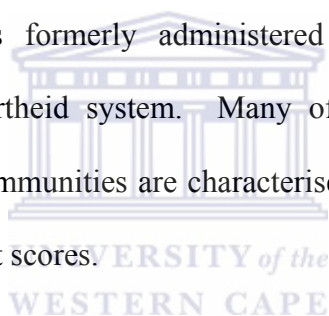 s formerly administered
rtheid system. Many of
mmunities are characterise
t scores.
UNIVERSITY of the
WESTERN CAPE